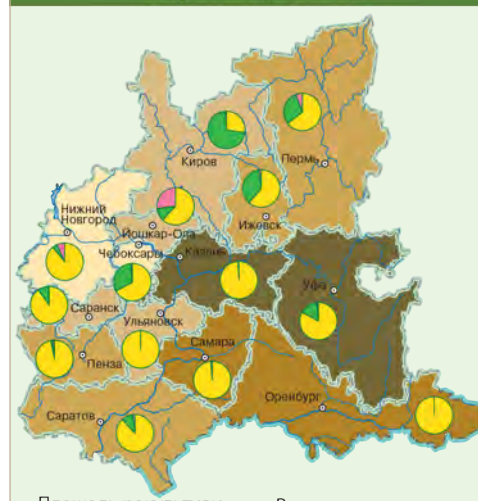 Киров
Пермь
Ижевск
Нижний
Новгород
Йошкар-Ола
Чебоксары
Казань
Уфа
Саранск
Ульяновск
Самара
Пенза
Оренбург
Саратов